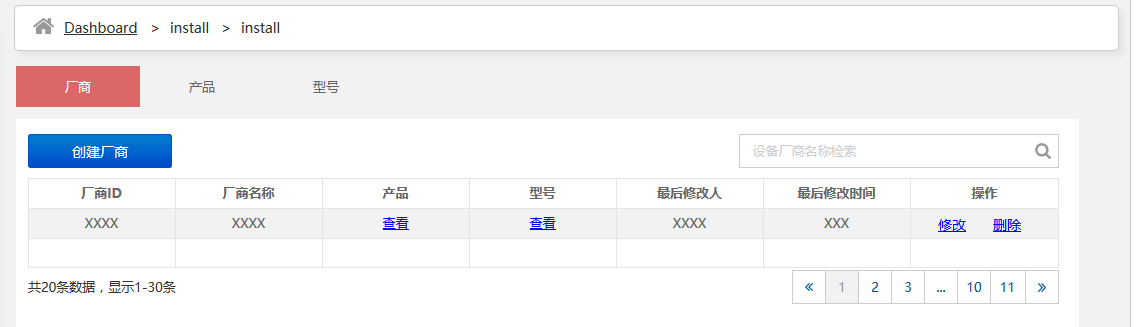 Dashboard > install > install
厂商 产品 型号
创建厂商 设备厂商名称检索
厂商ID 厂商名称 产品 型号 最后修改人 最后修改时间 操作
XXXX XXXX 查看 查看 XXXX XXX 修改 删除
共20条数据，显示1-30条 « 1 2 3 ... 10 11 »